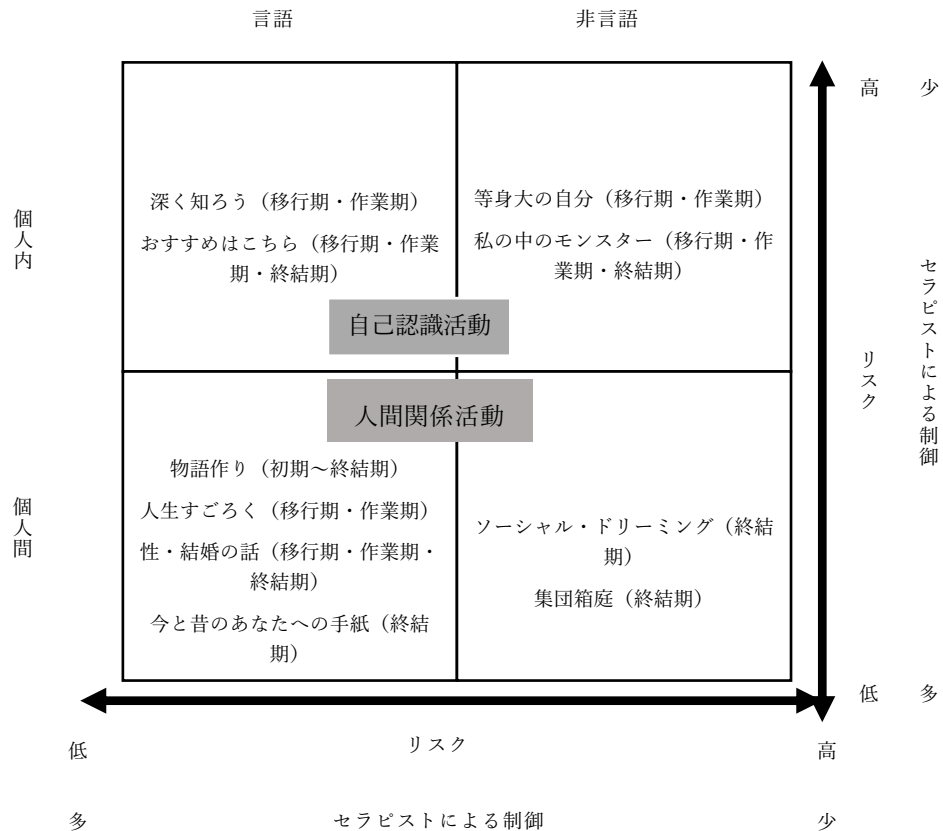 言語
非言語
高
少
深く知ろう（移行期・作業期）
おすすめはこちら（移行期・作業
期・終結期）
等身大の自分（移行期・作業期）
私の中のモンスター（移行期・作
業期・終結期）
個人内
自己認識活動
リスク
セラピストによる制御
人間関係活動
個人間
物語作り（初期～終結期）
人生すごろく（移行期・作業期）
性・結婚の話（移行期・作業期・
終結期）
今と昔のあなたへの手紙（終結
期）
ソーシャル・ドリーミング（終結
期）
集団箱庭（終結期）
低
多
低
リスク
高
多
セラピストによる制御
少